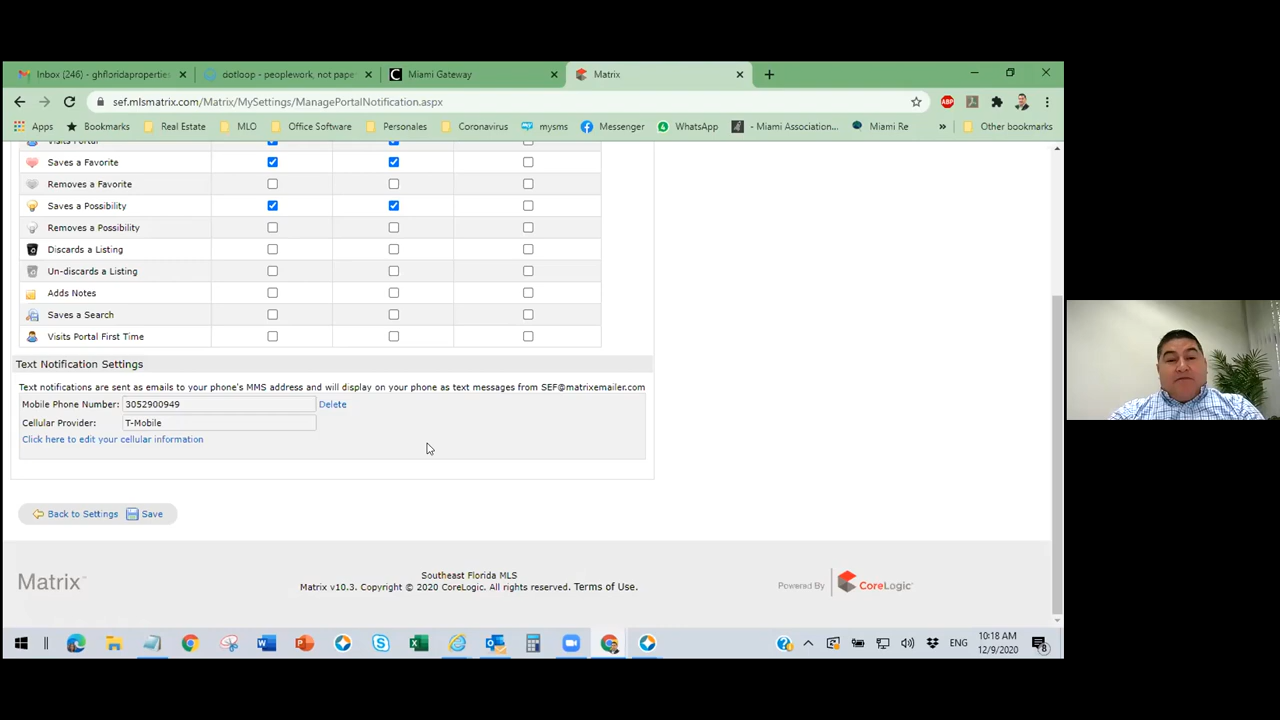 Inbox (246) - ghfloridaproperties
dotloop - peoplework, not pape
Miami Gateway
Matrix
sef.mlsmatrix.com/Matrix/MySettings/ManagePortalNotification.aspx
ABP
Apps
Bookmarks
Real Estate
MLO
Office Software
Personales
Coronavirus
mysms
Messenger
WhatsApp
- Miami Association...
Miami Re
»
Other bookmarks
Visits Portal
Saves a Favorite
Removes a Favorite
Saves a Possibility
Removes a Possibility
Discards a Listing
Un-discards a Listing
Adds Notes
Saves a Search
Visits Portal First Time
Text Notification Settings
Text notifications are sent as emails to your phone's MMS address and will display on your phone as text messages from SEF@matrixemailer.com
Mobile Phone Number: 3052900949 Delete
Cellular Provider: T-Mobile
Click here to edit your cellular information
Back to Settings Save
Matrix™
Southeast Florida MLS
Matrix v10.3. Copyright © 2020 CoreLogic. All rights reserved. Terms of Use.
Powered By CoreLogic
ENG
10:18 AM
12/9/2020
8